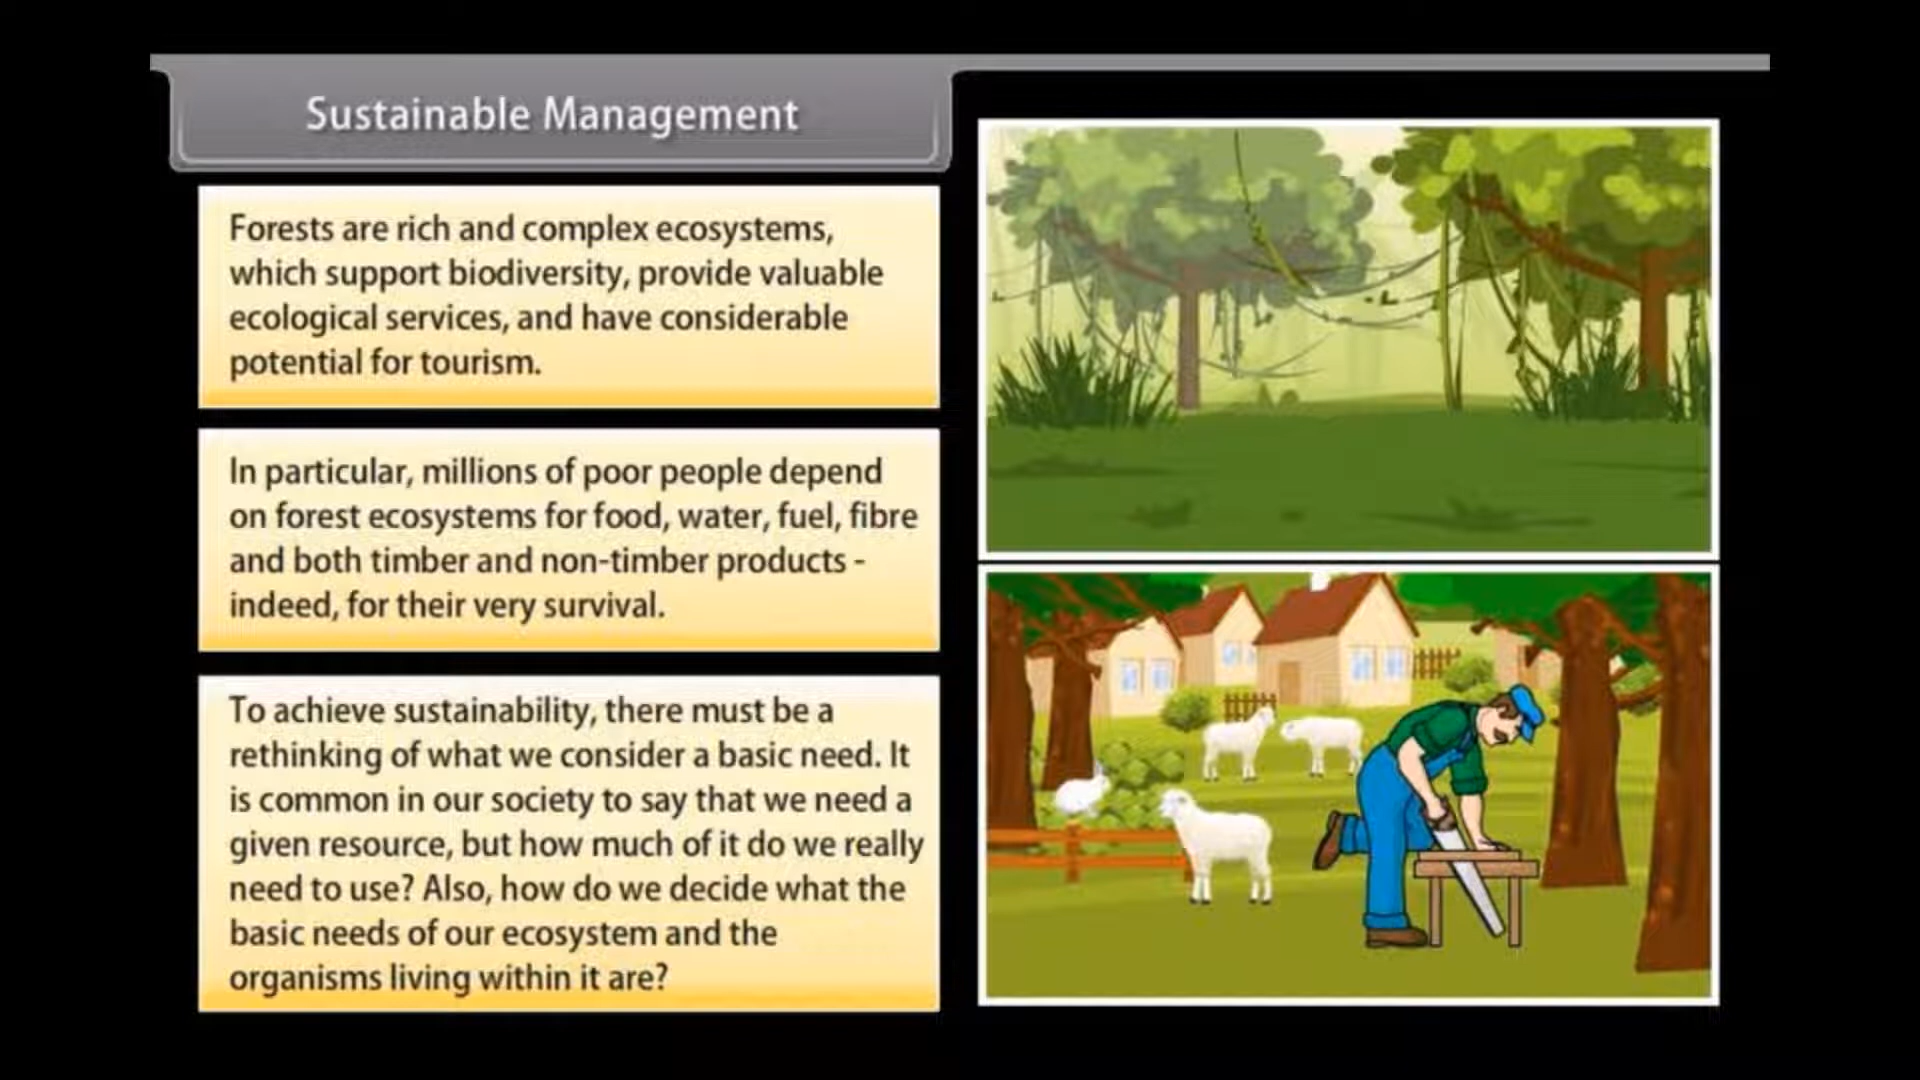 Sustainable Management
Forests are rich and complex ecosystems,
which support biodiversity, provide valuable
ecological services, and have considerable
potential for tourism.
In particular, millions of poor people depend
on forest ecosystems for food, water, fuel, fibre
and both timber and non-timber products -
indeed, for their very survival.
To achieve sustainability, there must be a
rethinking of what we consider a basic need. It
is common in our society to say that we need a
given resource, but how much of it do we really
need to use? Also, how do we decide what the
basic needs of our ecosystem and the
organisms living within it are?